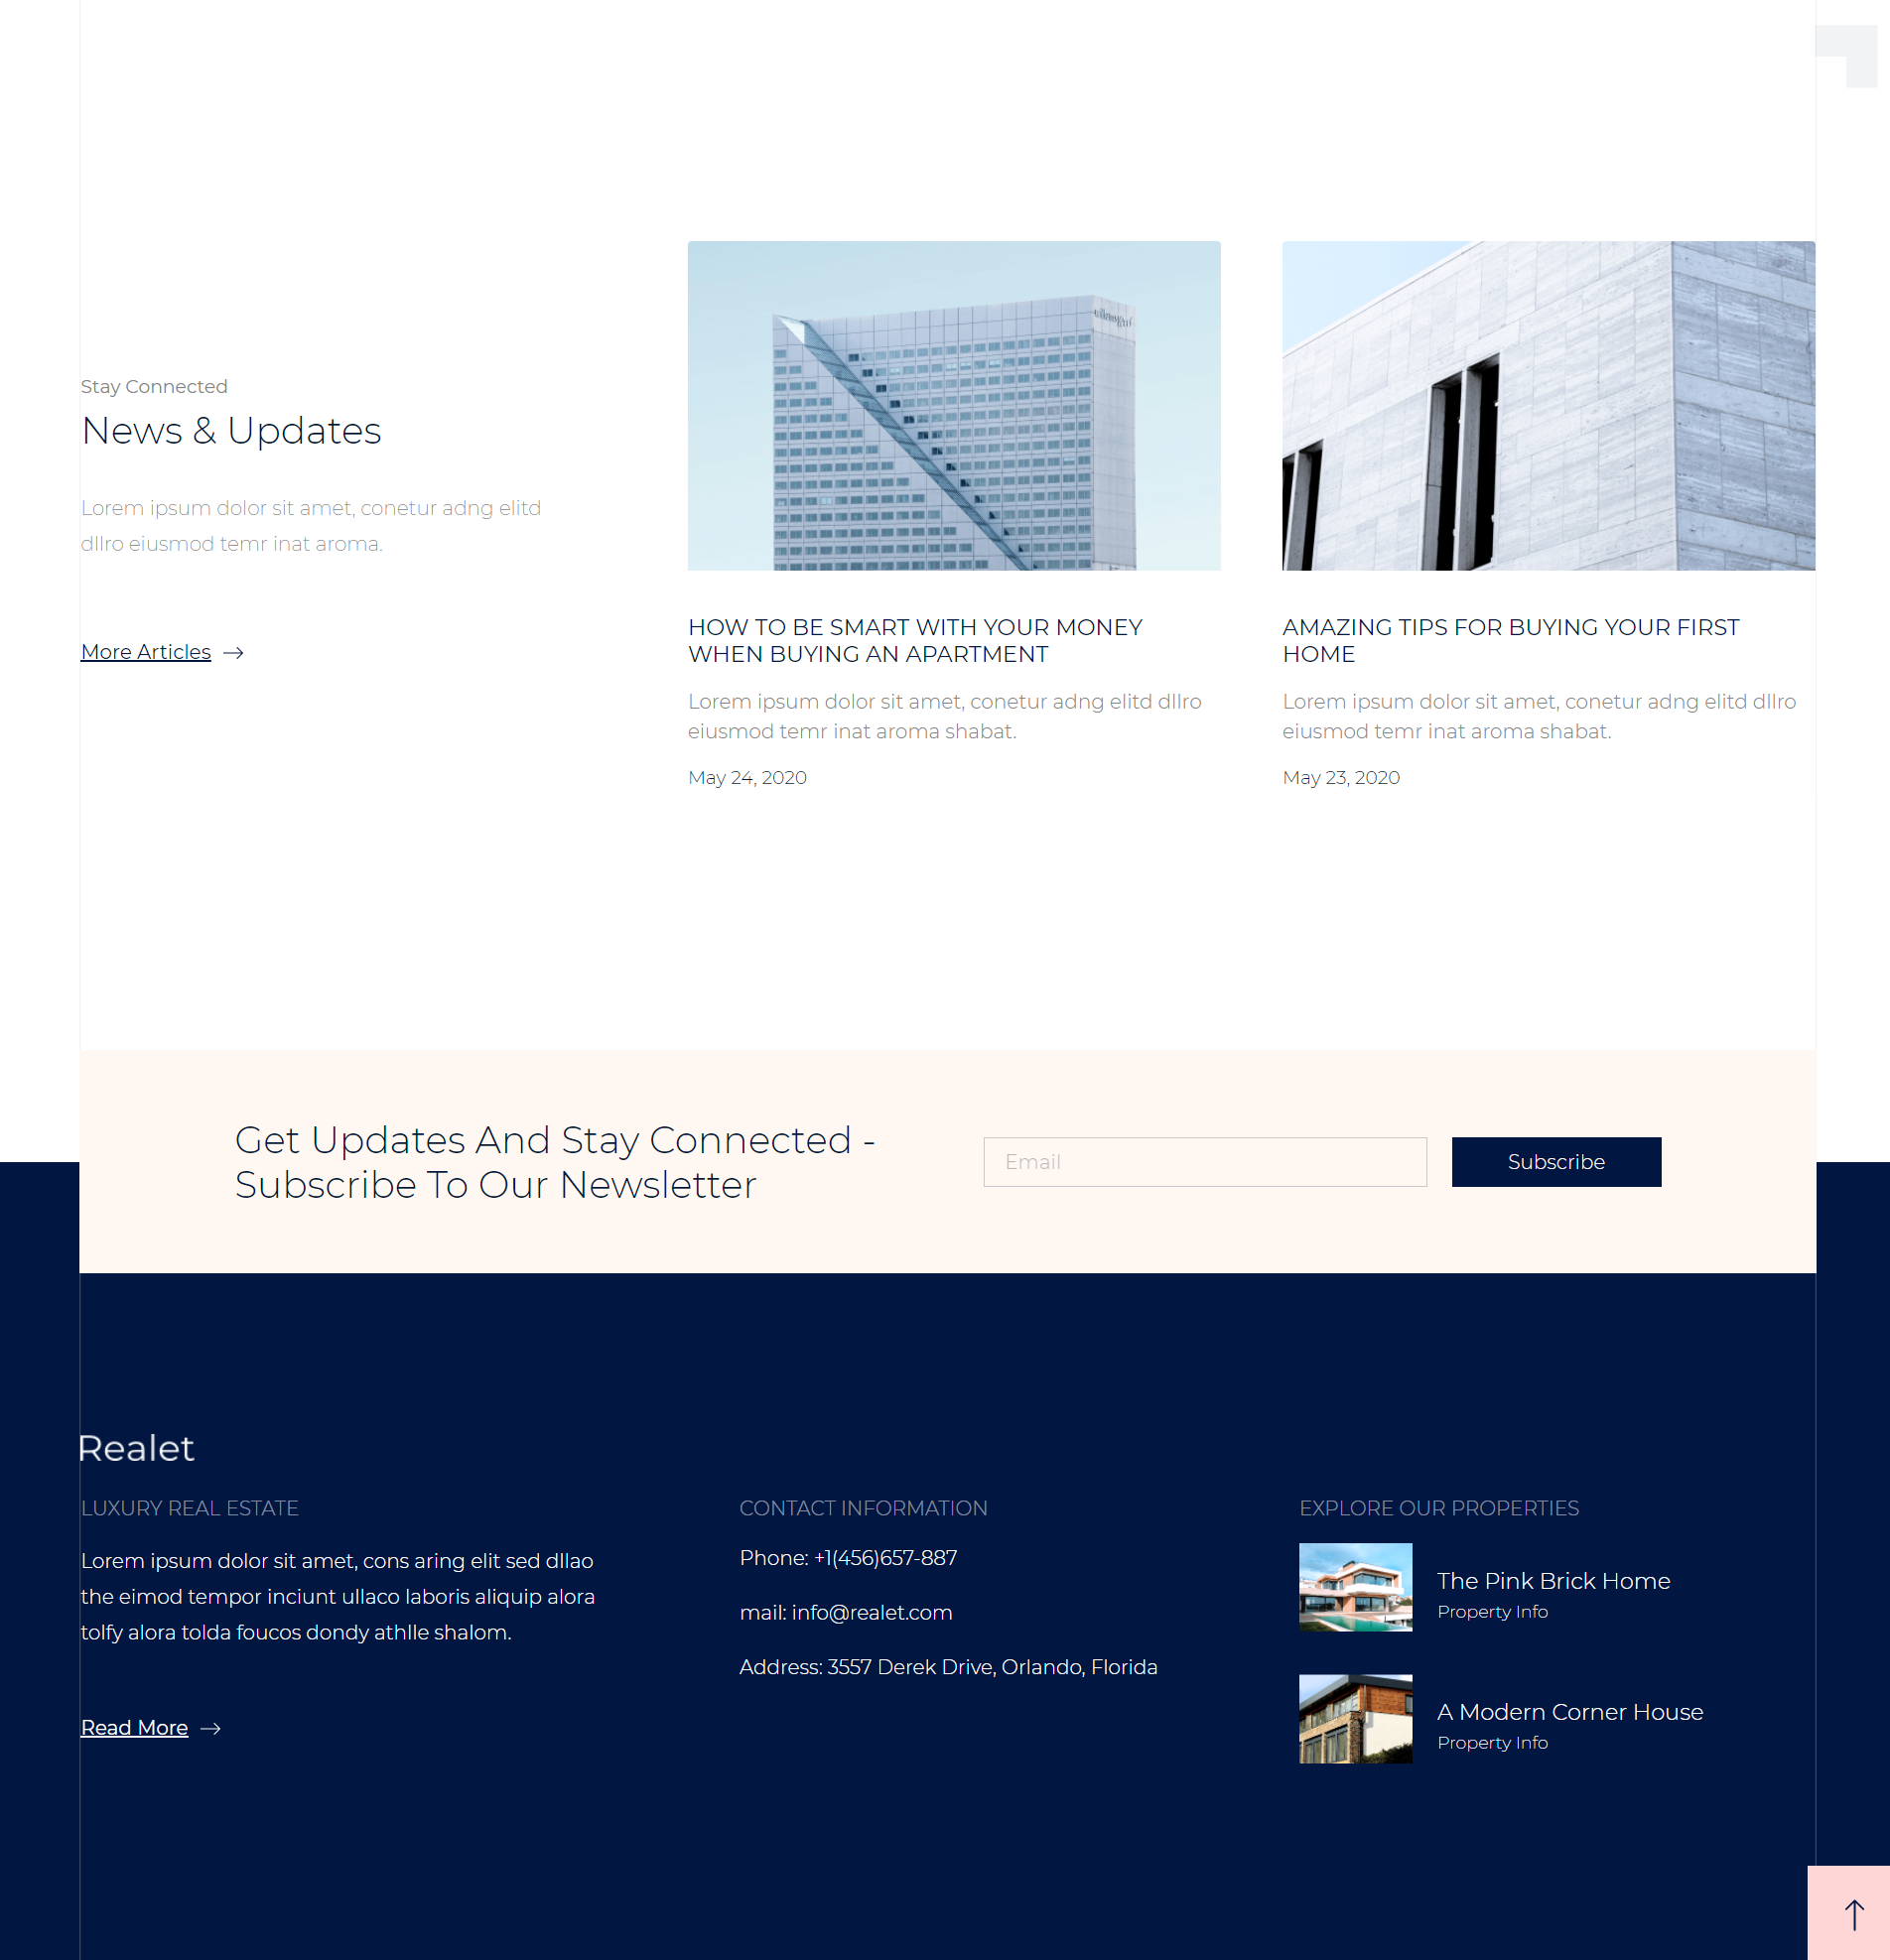 Stay Connected
News & Updates
Lorem ipsum dolor sit amet, conetur adng elitd
dllro eiusmod temr inat aroma.
More Articles
HOW TO BE SMART WITH YOUR MONEY
WHEN BUYING AN APARTMENT
Lorem ipsum dolor sit amet, conetur adng elitd dllro
eiusmod temr inat aroma shabat.
May 24, 2020
AMAZING TIPS FOR BUYING YOUR FIRST
HOME
Lorem ipsum dolor sit amet, conetur adng elitd dllro
eiusmod temr inat aroma shabat.
May 23, 2020
Get Updates And Stay Connected -
Subscribe To Our Newsletter
Email
Subscribe
Realet
LUXURY REAL ESTATE
Lorem ipsum dolor sit amet, cons aring elit sed dllao
the eimod tempor inciunt ullaco laboris aliquip alora
tolfy alora tolda foucos dondy athlle shalom.
Read More
CONTACT INFORMATION
Phone: +1(456)657-887
mail: info@realet.com
Address: 3557 Derek Drive, Orlando, Florida
EXPLORE OUR PROPERTIES
The Pink Brick Home
Property Info
A Modern Corner House
Property Info